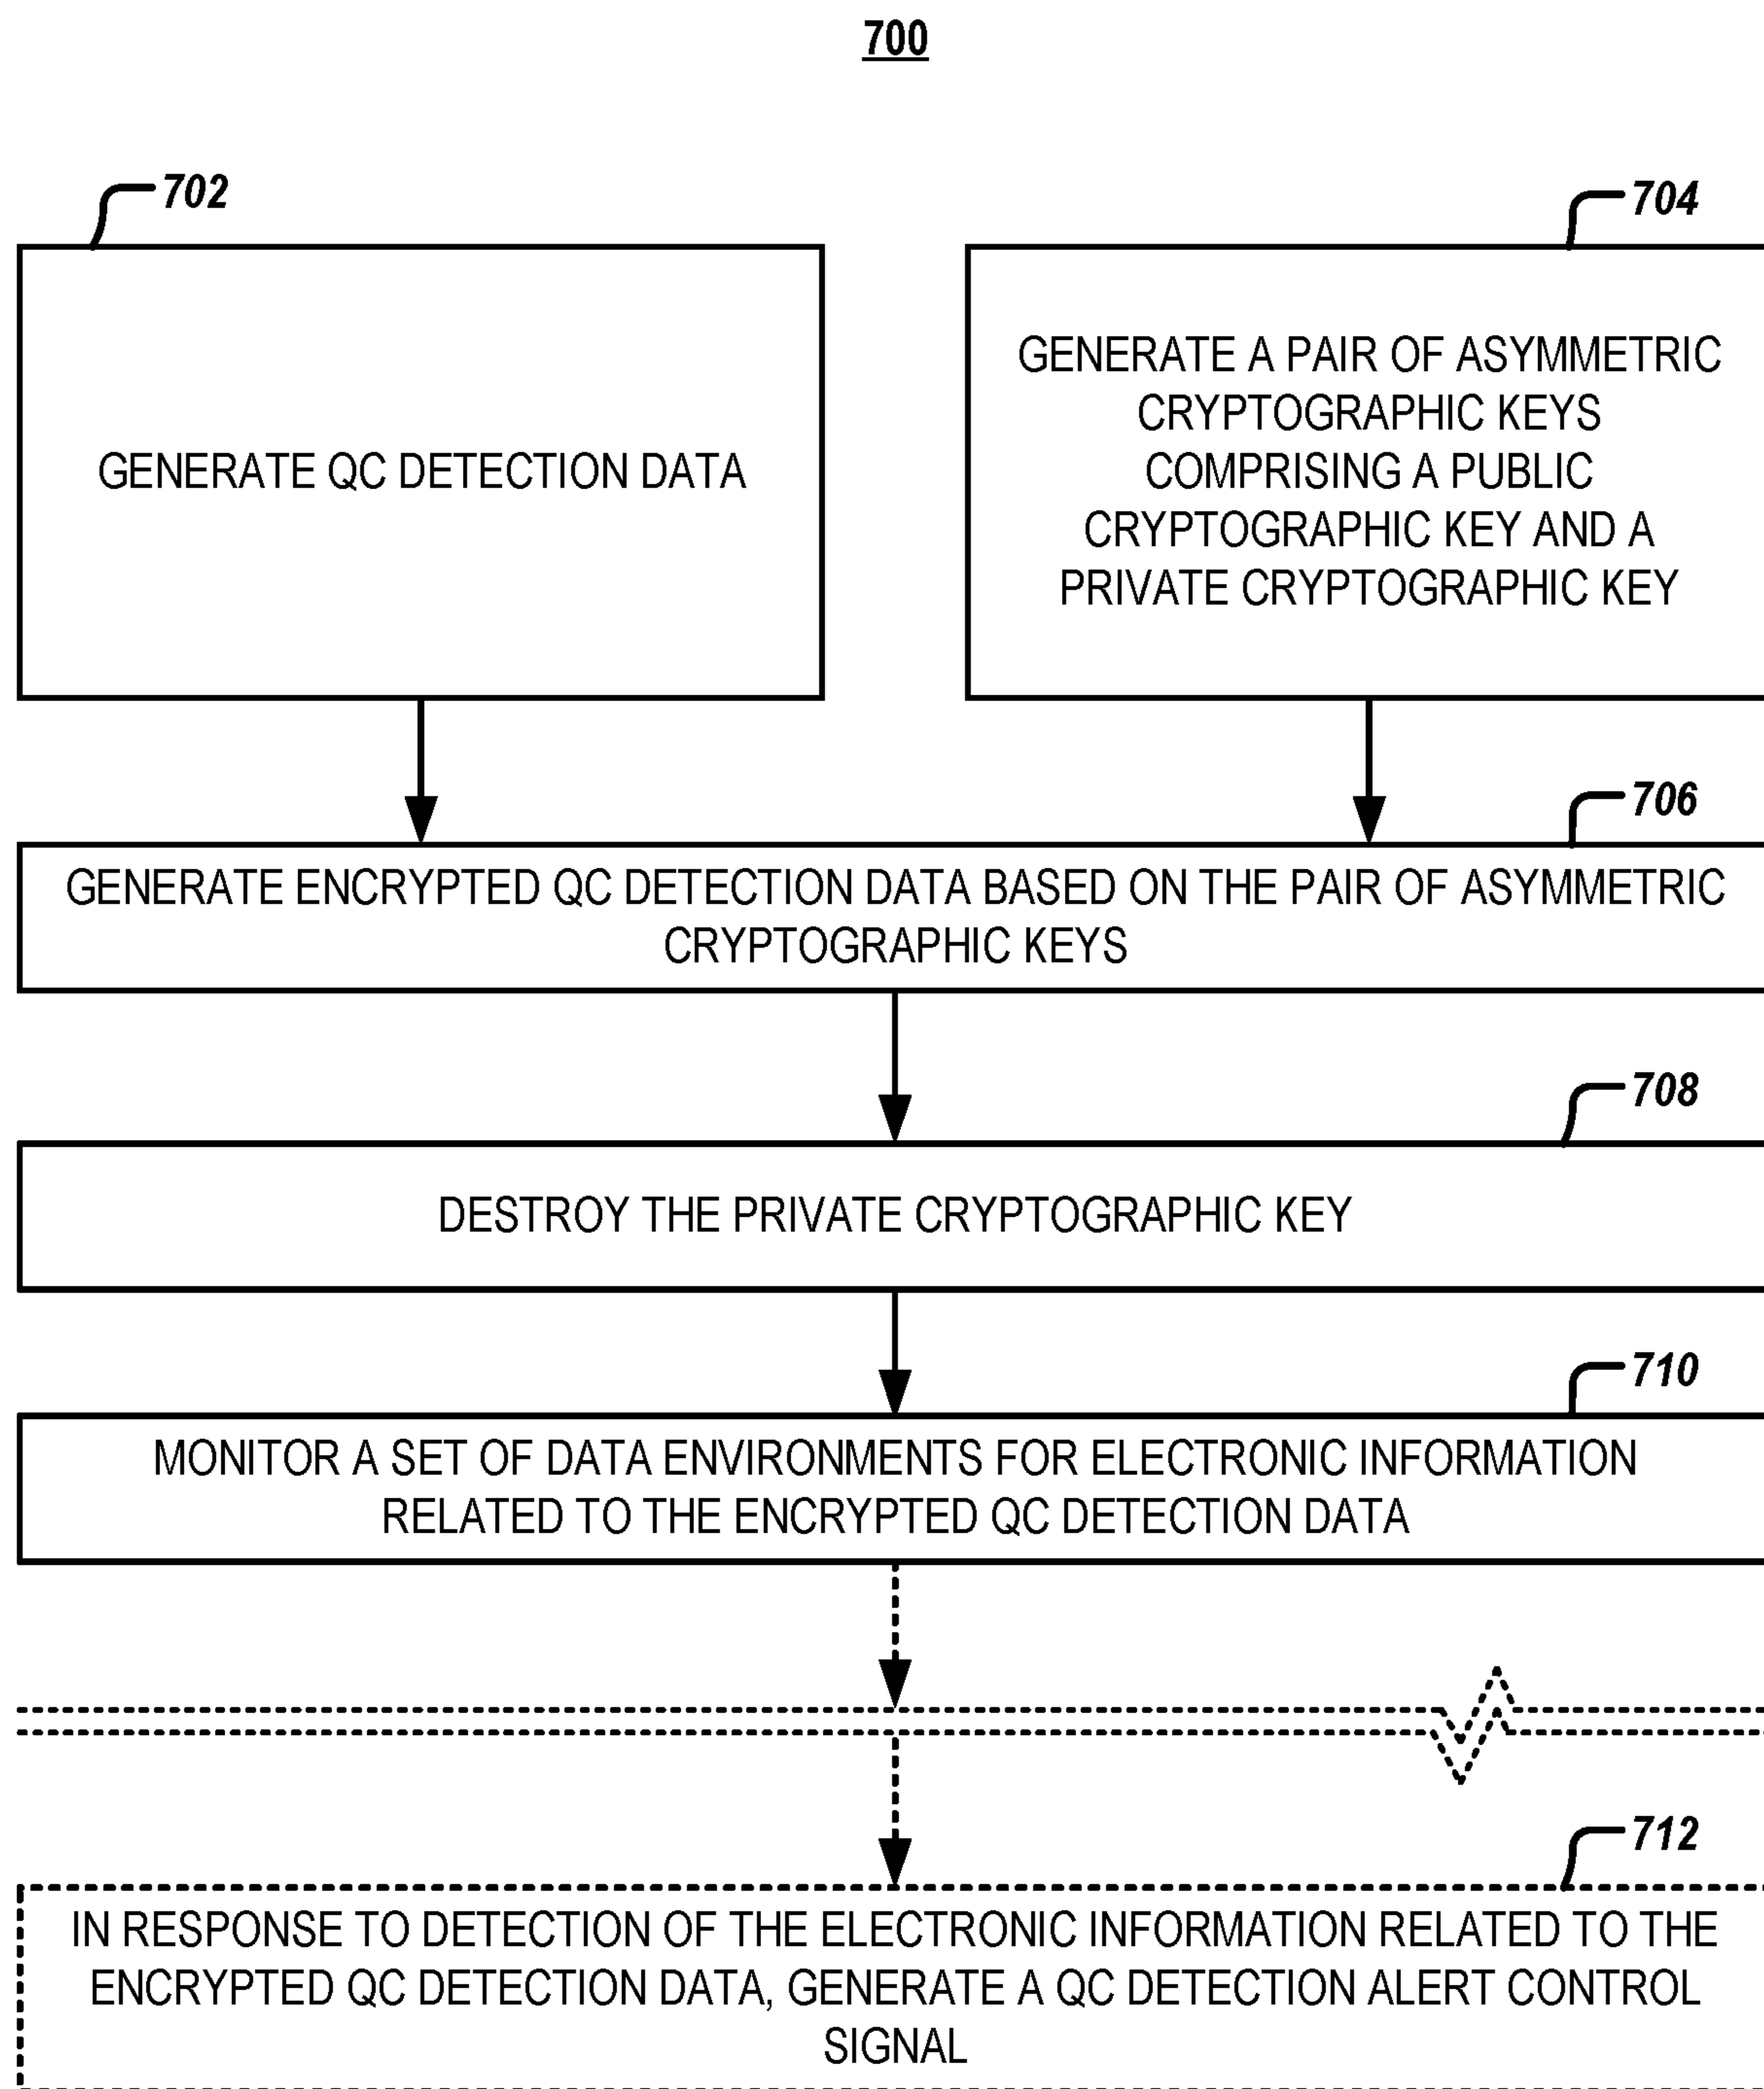 700
702
GENERATE QC DETECTION DATA
704
GENERATE A PAIR OF ASYMMETRIC
CRYPTOGRAPHIC KEYS
COMPRISING A PUBLIC
CRYPTOGRAPHIC KEY AND A
PRIVATE CRYPTOGRAPHIC KEY
706
GENERATE ENCRYPTED QC DETECTION DATA BASED ON THE PAIR OF ASYMMETRIC
CRYPTOGRAPHIC KEYS
708
DESTROY THE PRIVATE CRYPTOGRAPHIC KEY
710
MONITOR A SET OF DATA ENVIRONMENTS FOR ELECTRONIC INFORMATION
RELATED TO THE ENCRYPTED QC DETECTION DATA
712
IN RESPONSE TO DETECTION OF THE ELECTRONIC INFORMATION RELATED TO THE
ENCRYPTED QC DETECTION DATA, GENERATE A QC DETECTION ALERT CONTROL
SIGNAL